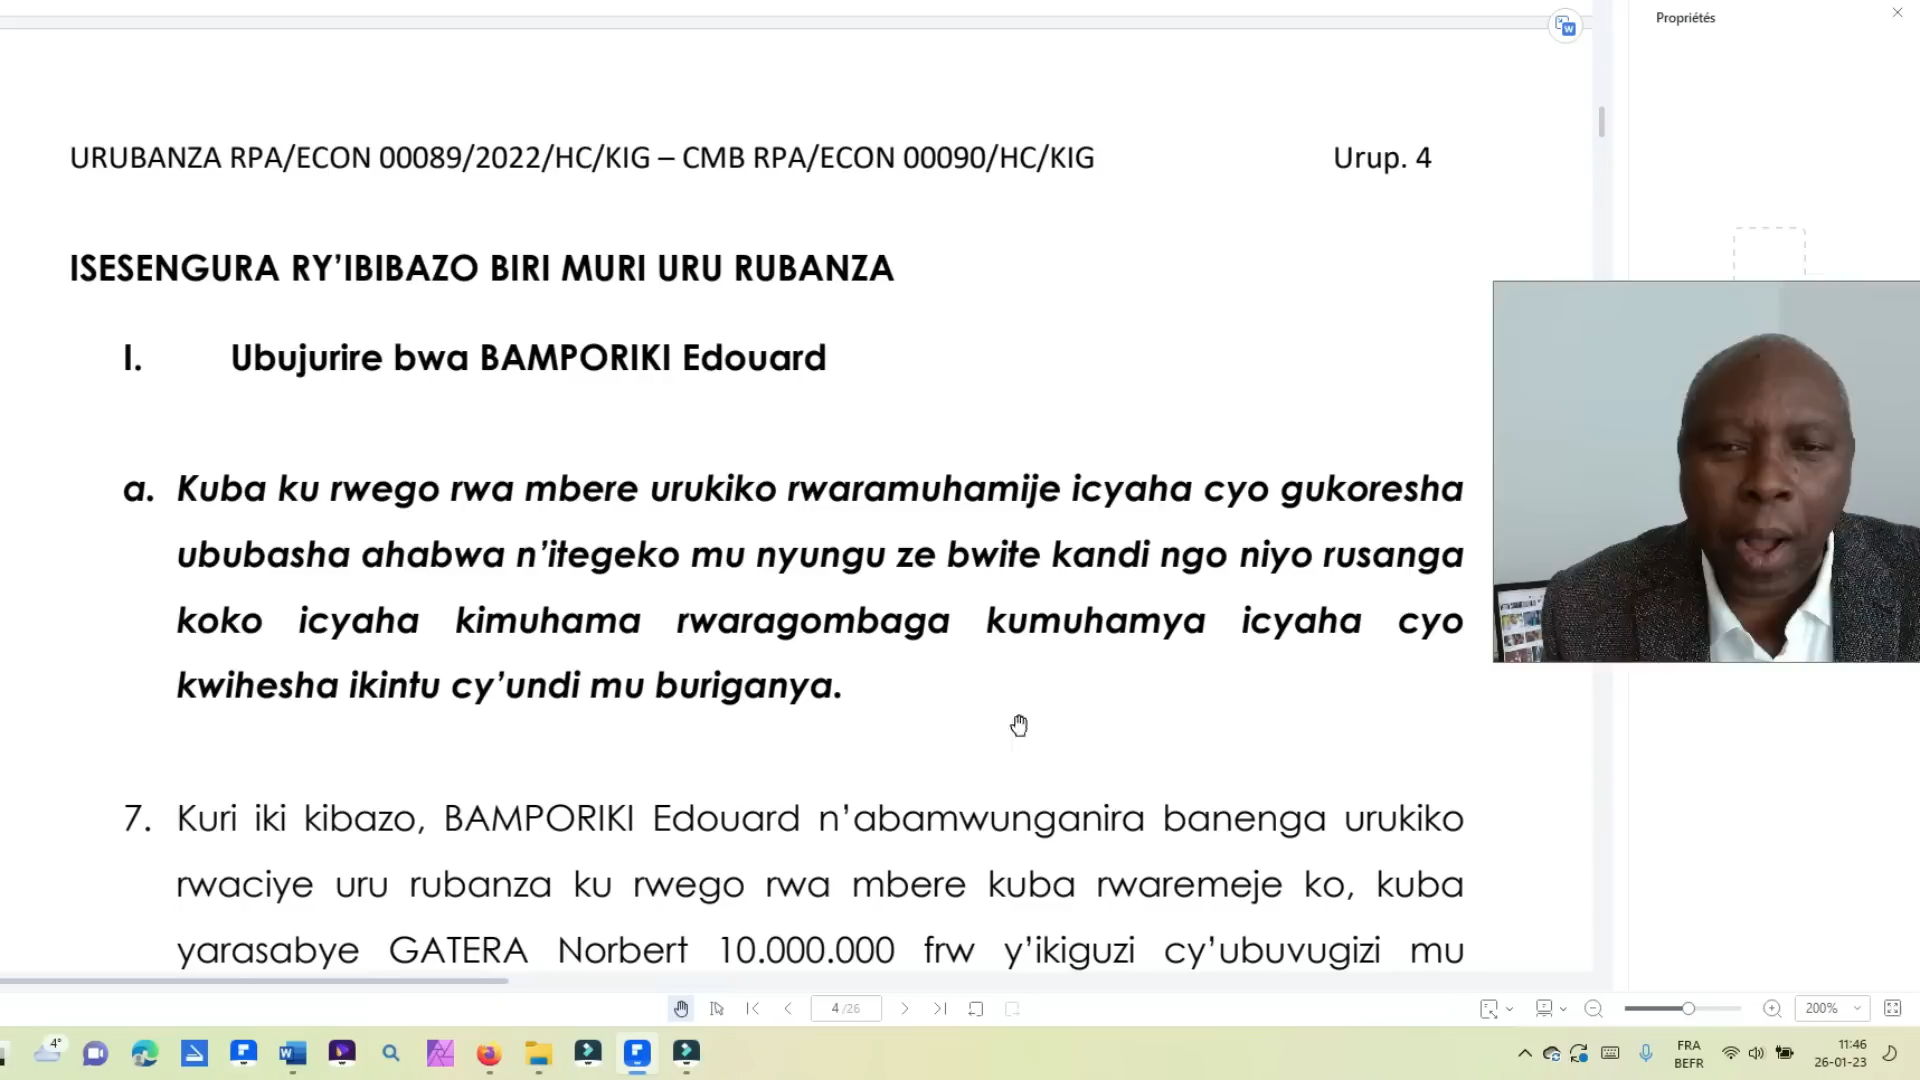 Propriétés
URUBANZA RPA/ECON 00089/2022/HC/KIG – CMB RPA/ECON 00090/HC/KIG Urup. 4
ISESENGURA RY’IBIBAZO BIRI MURI URU RUBANZA
I. Ubujurire bwa BAMPORIKI Edouard
a. Kuba ku rwego rwa mbere urukiko rwaramuhamije icyaha cyo gukoresha
ububasha ahabwa n’itegeko mu nyungu ze bwite kandi ngo niyo rusanga
koko icyaha kimuhama rwaragombaga kumuhamya icyaha cyo
kwihesha ikintu cy’undi mu buriganya.
7. Kuri iki kibazo, BAMPORIKI Edouard n’abamwunganira banenga urukiko
rwaciye uru rubanza ku rwego rwa mbere kuba rwaremeje ko, kuba
yarasabye GATERA Norbert 10.000.000 frw y’ikiguzi cy’ubuvugizi mu
4 /26
200%
4°
FRA
BEFR
11:46
26-01-23